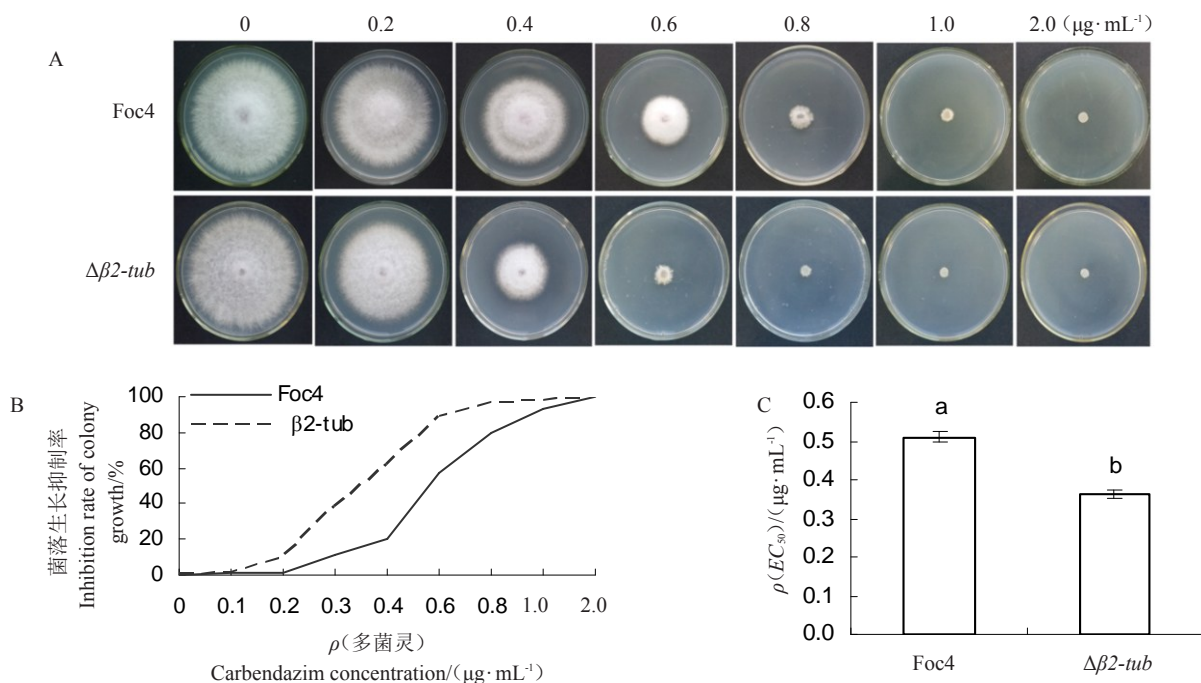 0 0.2 0.4 0.6 0.8 1.0 2.0 (μg·mL⁻¹)
A
Foc4
Δβ2-tub
B
Foc4
β2-tub
100
80
60
40
20
0
菌落生长抑制率
Inhibition rate of colony
growth/%
0 0.1 0.2 0.3 0.4 0.6 0.8 1.0 2.0
ρ(多菌灵)
Carbendazim concentration/(μg·mL⁻¹)
C
0.6
0.5
0.4
0.3
0.2
0.1
0.0
ρ(EC₅₀)/(μg·mL⁻¹)
a
b
Foc4 Δβ2-tub